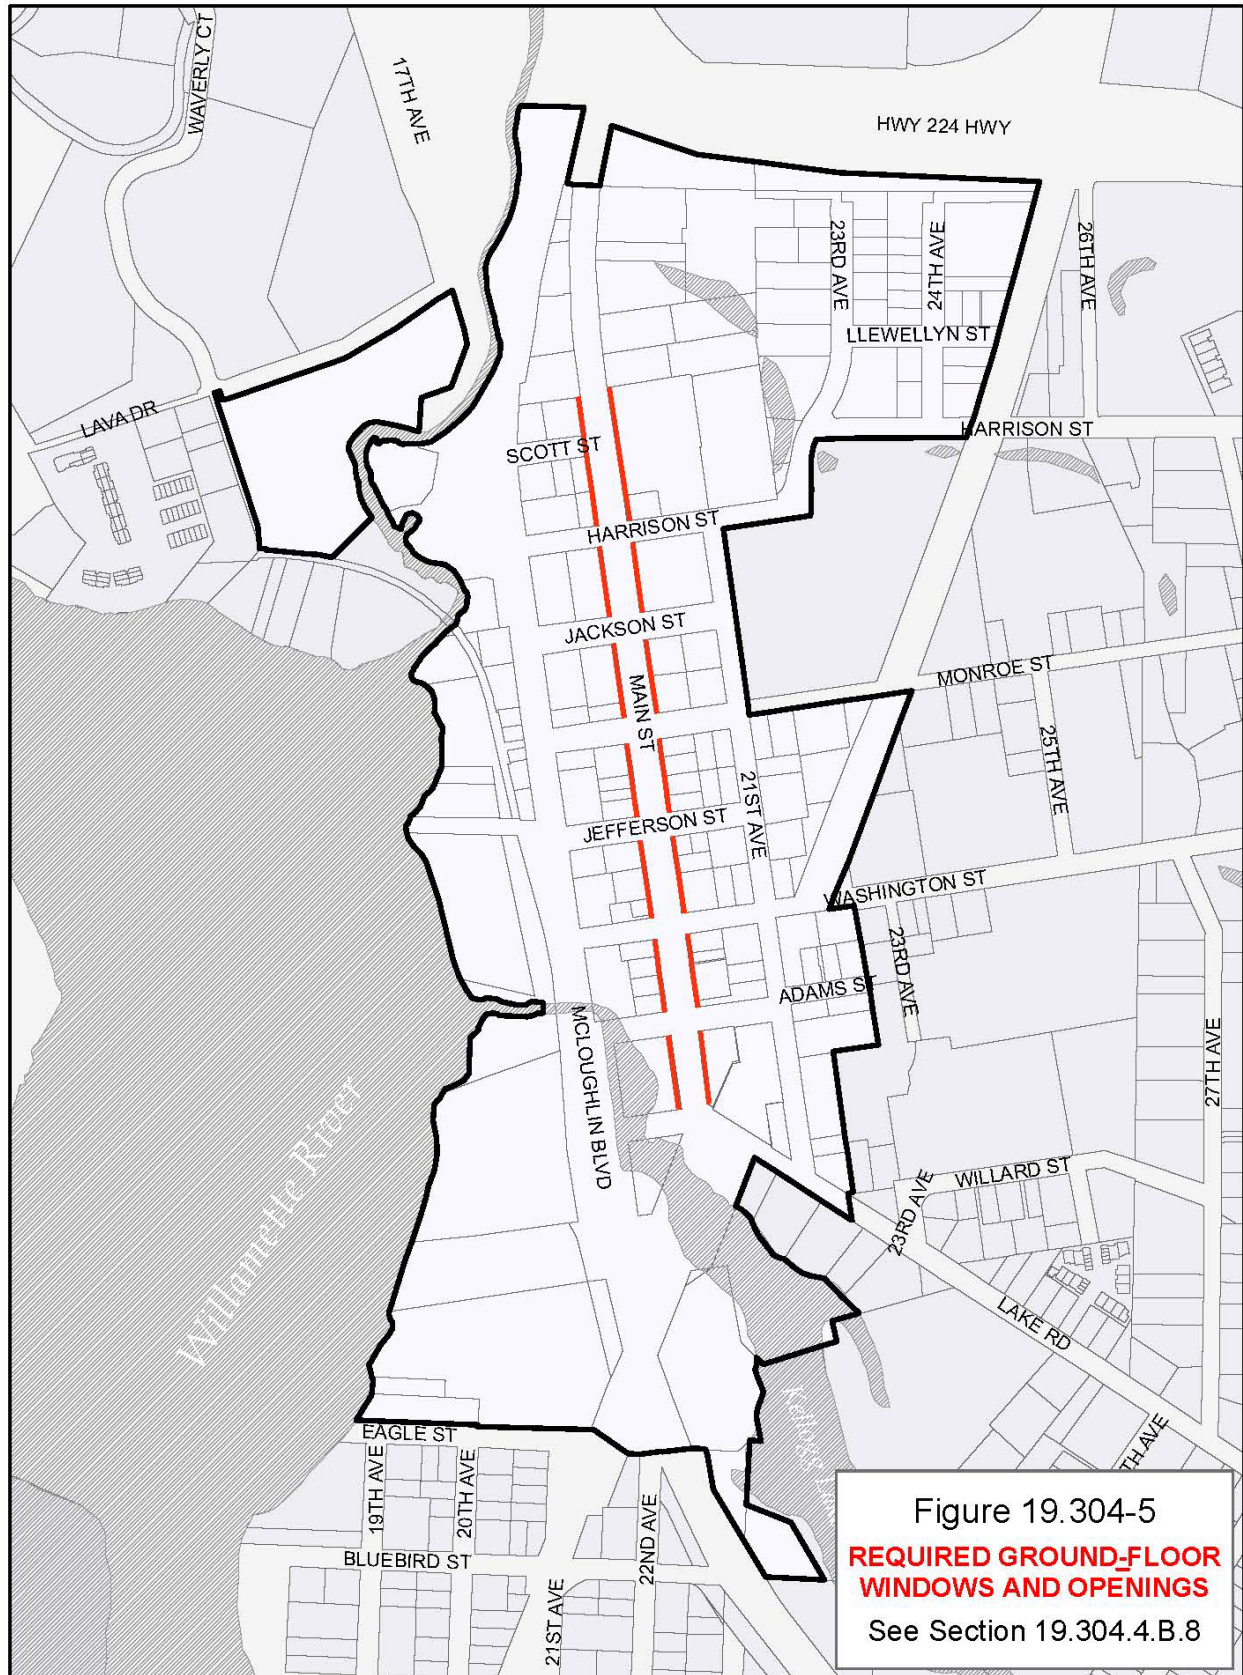 WAVERLY CT
17TH AVE
HWY 224 HWY
23RD AVE
24TH AVE
26TH AVE
LLEWELLYN ST
LAVA DR
SCOTT ST
HARRISON ST
HARRISON ST
JACKSON ST
MAIN ST
MONROE ST
25TH AVE
21ST AVE
JEFFERSON ST
WASHINGTON ST
23RD AVE
ADAMS ST
MCLOUGHLIN BLVD
27TH AVE
Willamette River
WILLARD ST
23RD AVE
LAKE RD
Kellogg
EAGLE ST
19TH AVE
20TH AVE
TH AVE
22ND AVE
BLUEBIRD ST
21ST AVE
Figure 19.304-5
REQUIRED GROUND-FLOOR
WINDOWS AND OPENINGS
See Section 19.304.4.B.8